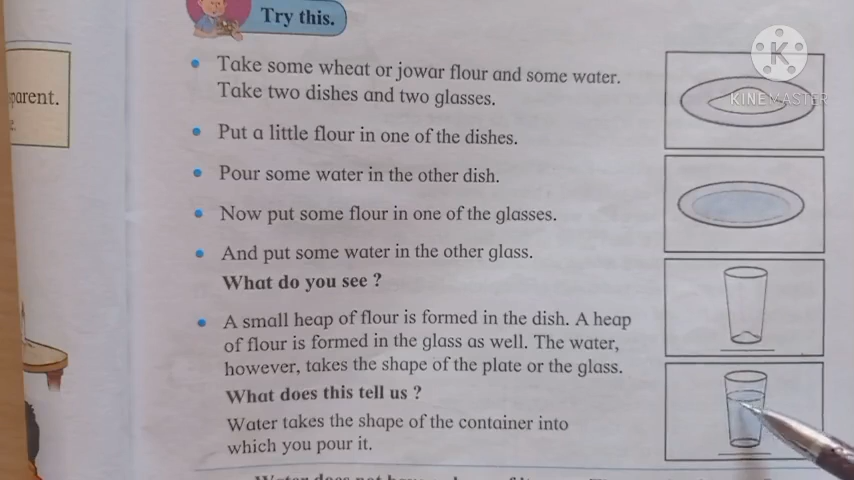 Try this.
KINEMASTER
parent.
• Take some wheat or jowar flour and some water.
Take two dishes and two glasses.
• Put a little flour in one of the dishes.
• Pour some water in the other dish.
• Now put some flour in one of the glasses.
• And put some water in the other glass.
What do you see ?
• A small heap of flour is formed in the dish. A heap
of flour is formed in the glass as well. The water,
however, takes the shape of the plate or the glass.
What does this tell us ?
Water takes the shape of the container into
which you pour it.
Water does not have